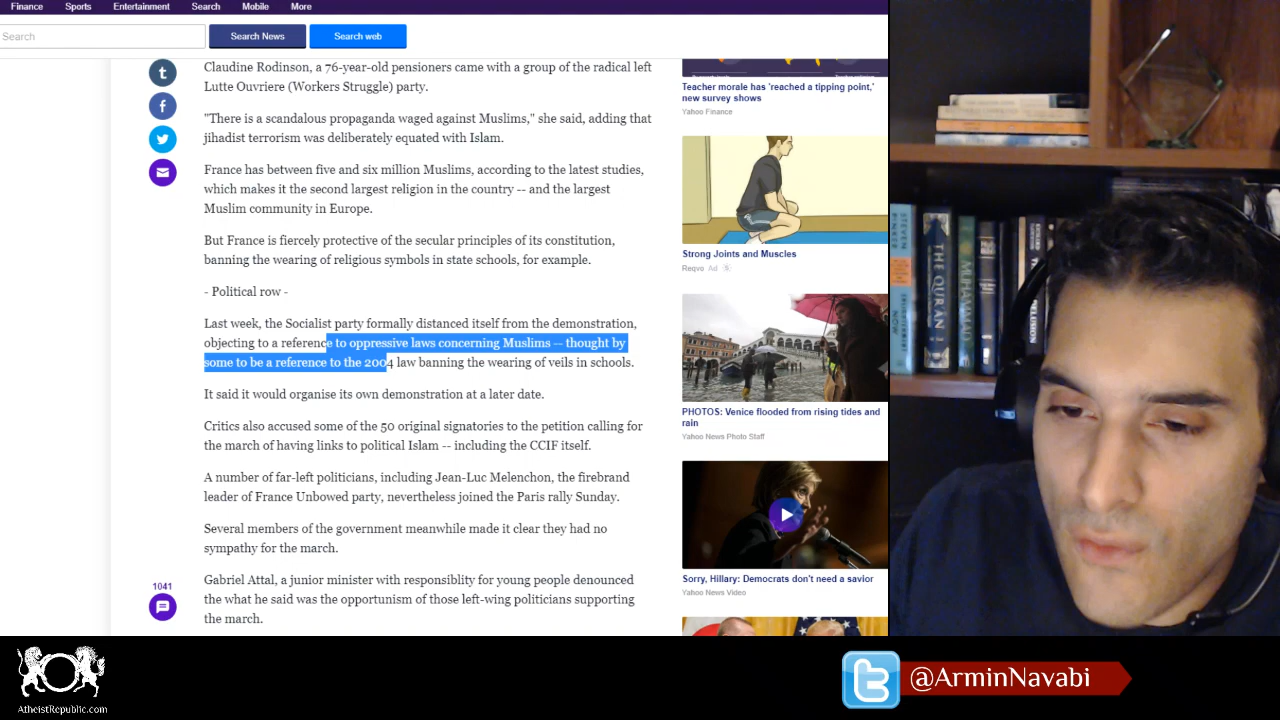 Finance Sports Entertainment Search Mobile More
Search
Search News
Search web
Claudine Rodinson, a 76-year-old pensioners came with a group of the radical left
Lutte Ouvriere (Workers Struggle) party.
"There is a scandalous propaganda waged against Muslims," she said, adding that
jihadist terrorism was deliberately equated with Islam.
France has between five and six million Muslims, according to the latest studies,
which makes it the second largest religion in the country -- and the largest
Muslim community in Europe.
But France is fiercely protective of the secular principles of its constitution,
banning the wearing of religious symbols in state schools, for example.
- Political row -
Last week, the Socialist party formally distanced itself from the demonstration,
objecting to a reference to oppressive laws concerning Muslims -- thought by
some to be a reference to the 2004 law banning the wearing of veils in schools.
It said it would organise its own demonstration at a later date.
Critics also accused some of the 50 original signatories to the petition calling for
the march of having links to political Islam -- including the CCIF itself.
A number of far-left politicians, including Jean-Luc Melenchon, the firebrand
leader of France Unbowed party, nevertheless joined the Paris rally Sunday.
Several members of the government meanwhile made it clear they had no
sympathy for the march.
Gabriel Attal, a junior minister with responsiblity for young people denounced
the what he said was the opportunism of those left-wing politicians supporting
the march.
1041
Teacher morale has 'reached a tipping point,'
new survey shows
Yahoo Finance
Strong Joints and Muscles
Reqvo Ad
PHOTOS: Venice flooded from rising tides and
rain
Yahoo News Photo Staff
Sorry, Hillary: Democrats don't need a savior
Yahoo News Video
STEVEN
PINKER
ENLIGHTENMENT
NOW
THE QURAN
MUHAMMAD
AtheistRepublic.com
@ArminNavabi